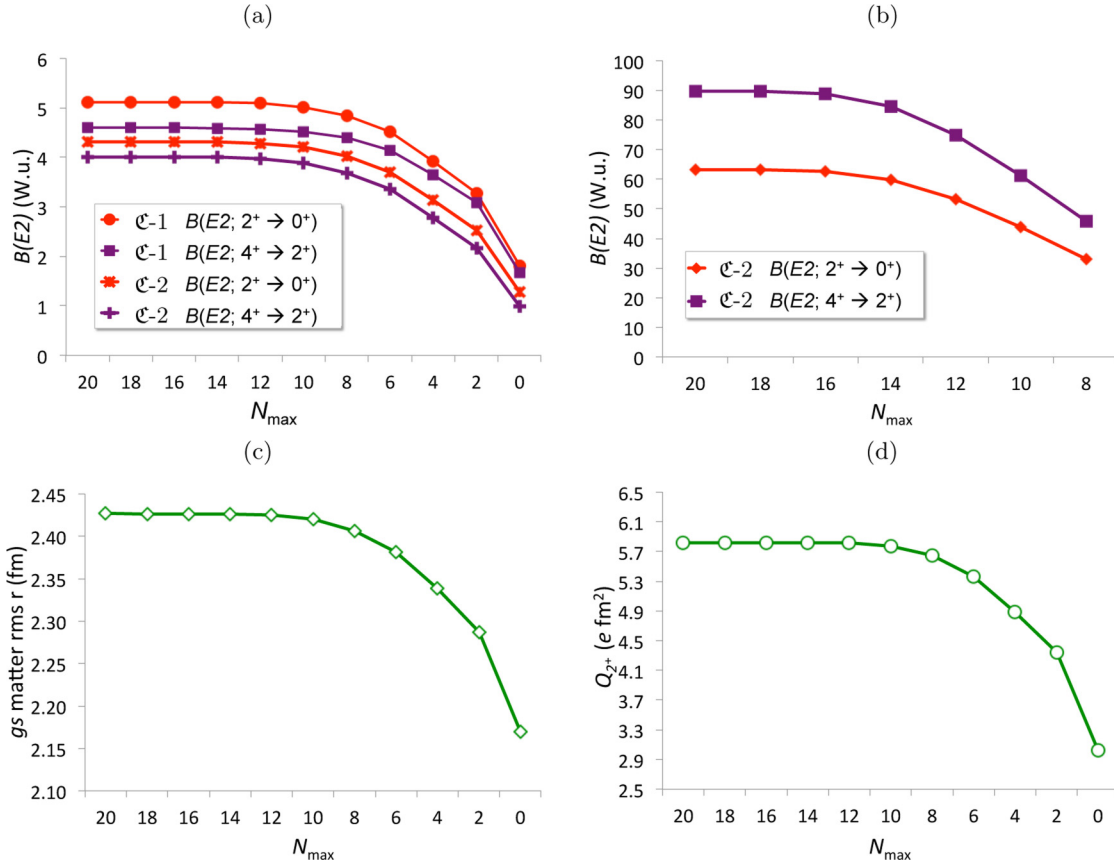 (a)
B(E2) (W.u.)
6
5
4
3
2
1
0
ℭ-1 B(E2; 2⁺ → 0⁺)
ℭ-1 B(E2; 4⁺ → 2⁺)
ℭ-2 B(E2; 2⁺ → 0⁺)
ℭ-2 B(E2; 4⁺ → 2⁺)
20 18 16 14 12 10 8 6 4 2 0
N_max
(b)
B(E2) (W.u.)
100
90
80
70
60
50
40
30
20
10
0
ℭ-2 B(E2; 2⁺ → 0⁺)
ℭ-2 B(E2; 4⁺ → 2⁺)
20 18 16 14 12 10 8
N_max
(c)
gs matter rms r (fm)
2.45
2.40
2.35
2.30
2.25
2.20
2.15
2.10
20 18 16 14 12 10 8 6 4 2 0
N_max
(d)
Q_2⁺ (e fm²)
6.5
6.1
5.7
5.3
4.9
4.5
4.1
3.7
3.3
2.9
2.5
20 18 16 14 12 10 8 6 4 2 0
N_max